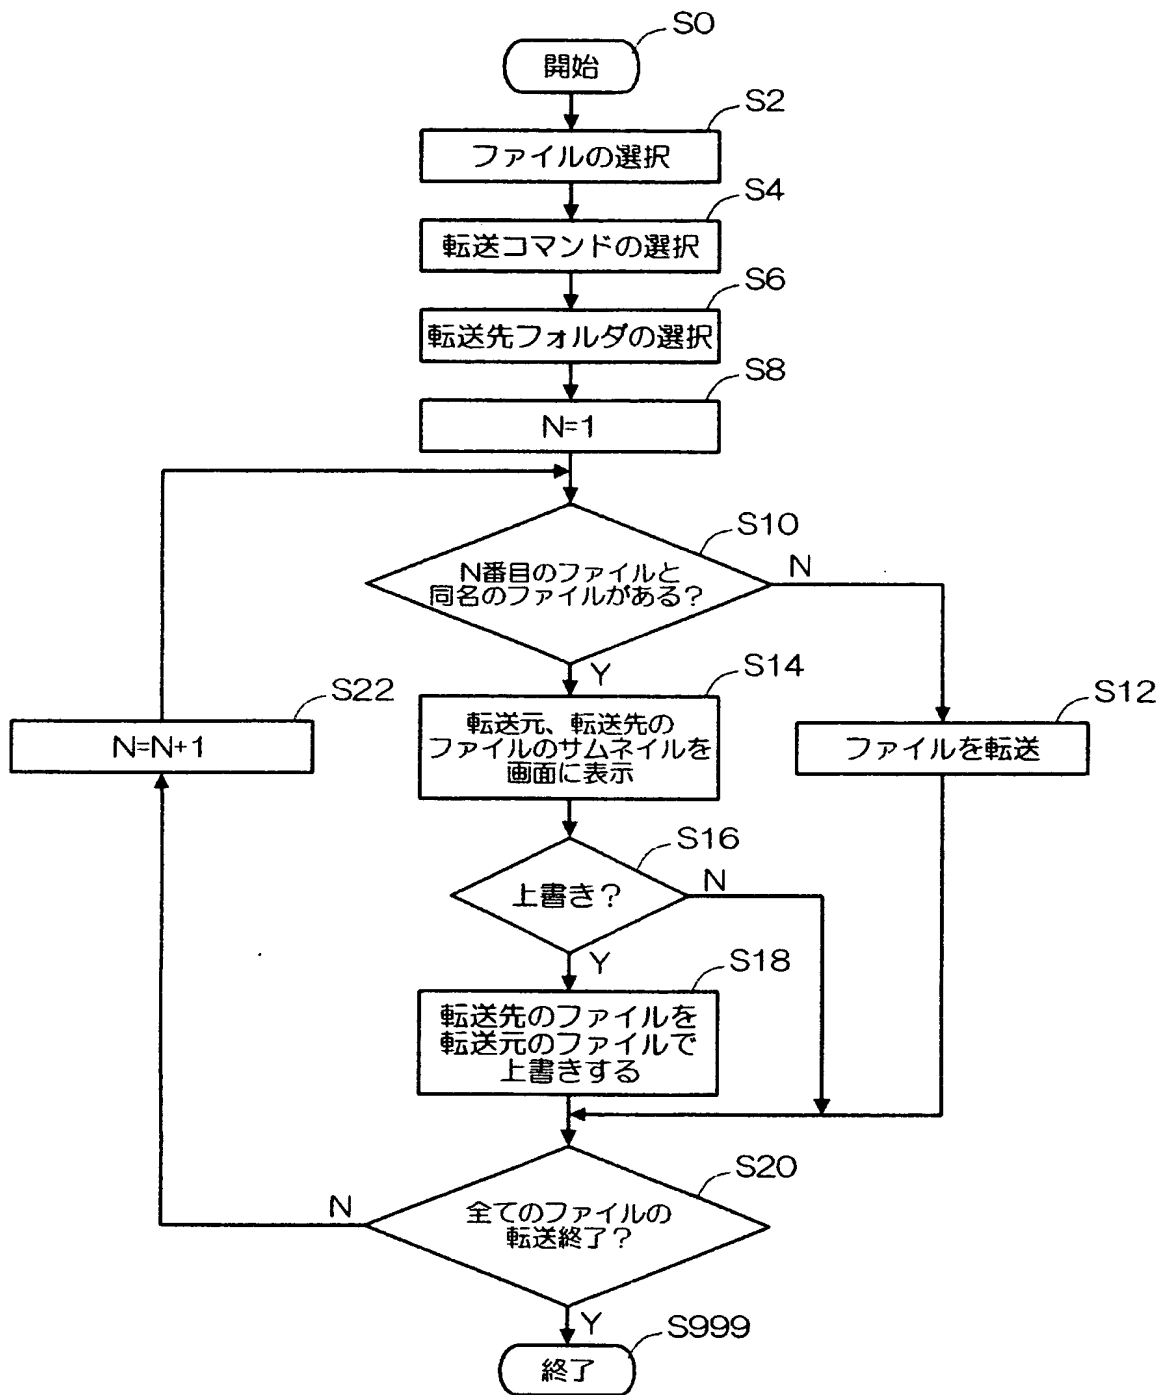 S0
開始
S2
ファイルの選択
S4
転送コマンドの選択
S6
転送先フォルダの選択
S8
N=1
S10
N番目のファイルと
同名のファイルがある?
N
Y
S14
転送元、転送先の
ファイルのサムネイルを
画面に表示
S12
ファイルを転送
S22
N=N+1
S16
上書き?
N
Y
S18
転送先のファイルを
転送元のファイルで
上書きする
S20
全てのファイルの
転送終了?
N
Y
S999
終了